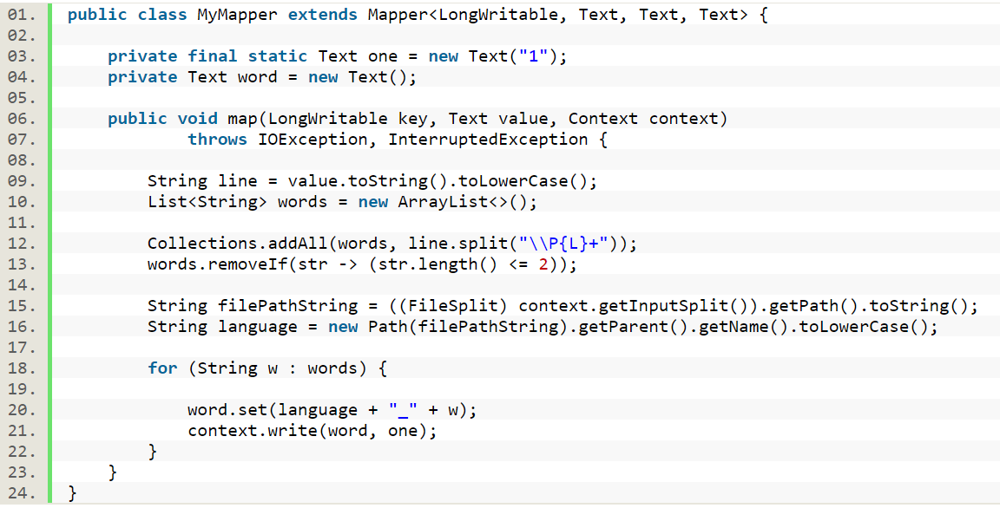 01. public class MyMapper extends Mapper<LongWritable, Text, Text, Text> {
02.
03.     private final static Text one = new Text("1");
04.     private Text word = new Text();
05.
06.     public void map(LongWritable key, Text value, Context context)
07.             throws IOException, InterruptedException {
08.
09.         String line = value.toString().toLowerCase();
10.         List<String> words = new ArrayList<>();
11.
12.         Collections.addAll(words, line.split("\\P{L}+"));
13.         words.removeIf(str -> (str.length() <= 2));
14.
15.         String filePathString = ((FileSplit) context.getInputSplit()).getPath().toString();
16.         String language = new Path(filePathString).getParent().getName().toLowerCase();
17.
18.         for (String w : words) {
19.
20.             word.set(language + "_" + w);
21.             context.write(word, one);
22.         }
23.     }
24. }